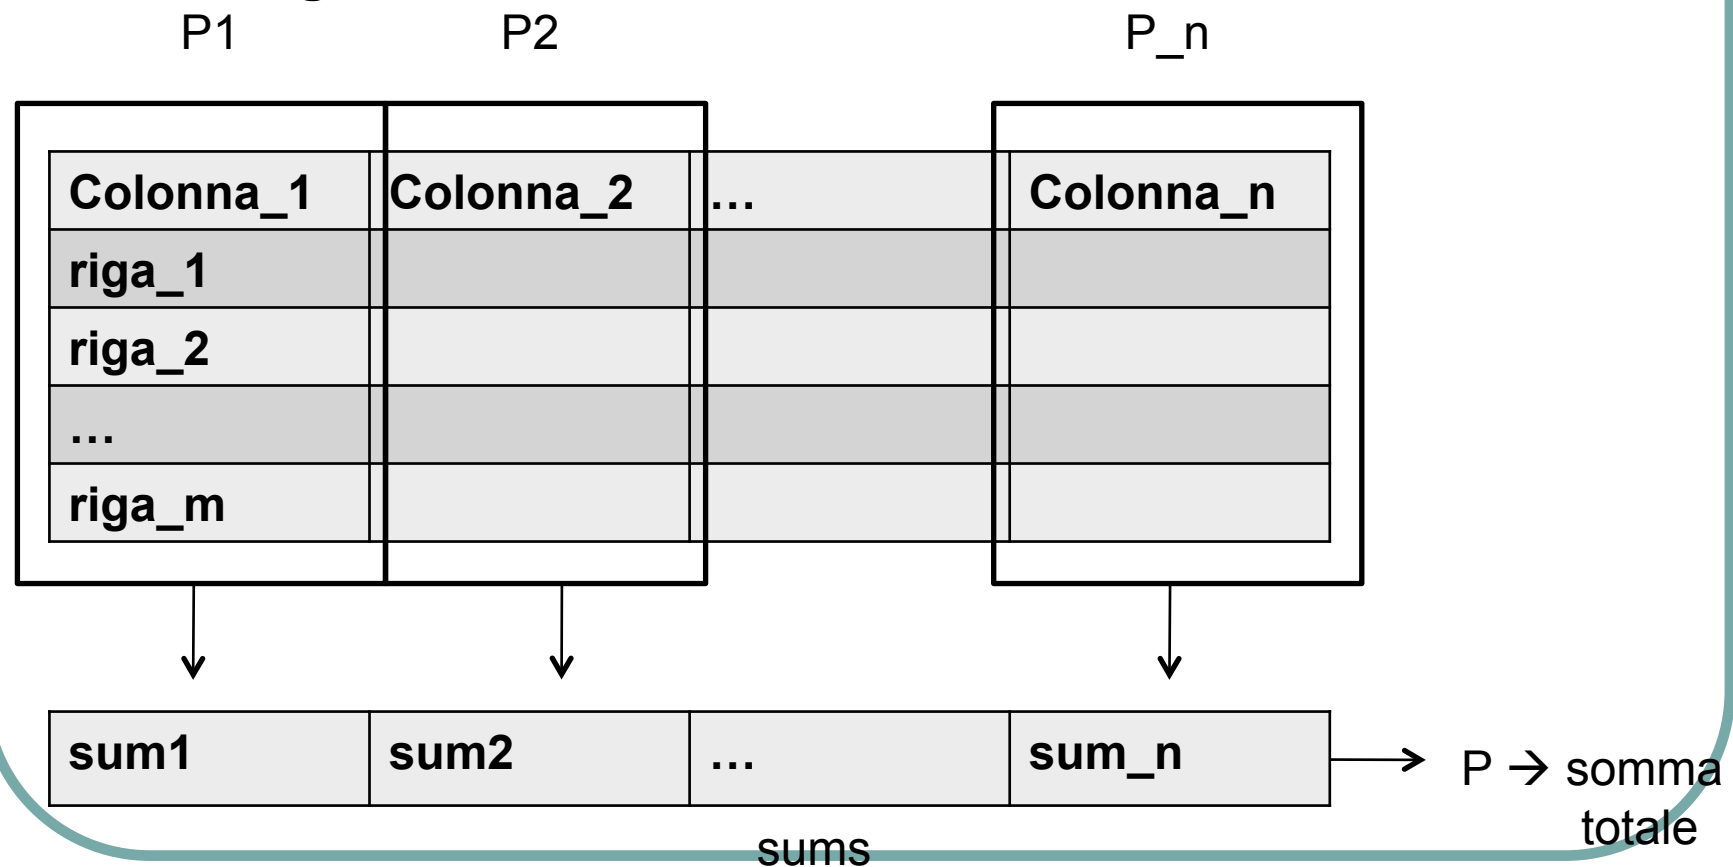 P1 P2 P_n
Colonna_1 Colonna_2 ... Colonna_n
riga_1
riga_2
...
riga_m
sum1 sum2 ... sum_n
P → somma
totale
sums